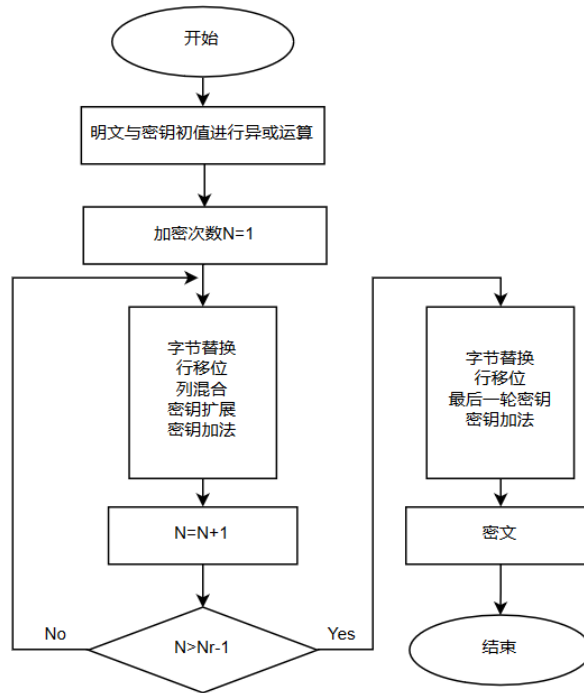 开始
明文与密钥初值进行异或运算
加密次数N=1
字节替换
行移位
列混合
密钥扩展
密钥加法
N=N+1
N>Nr-1
No
Yes
字节替换
行移位
最后一轮密钥
密钥加法
密文
结束